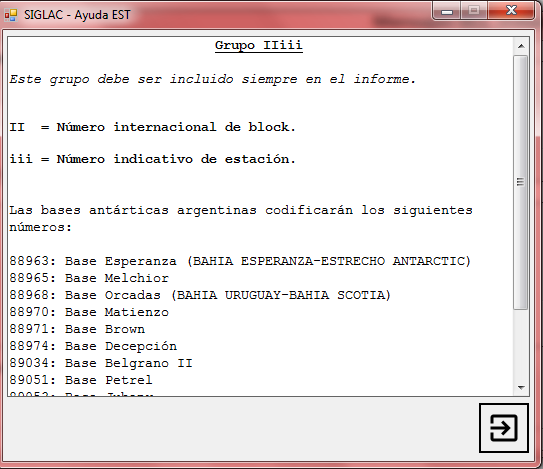 SIGLAC - Ayuda EST
Grupo IIiii
Este grupo debe ser incluido siempre en el informe.
II = Número internacional de block.
iii = Número indicativo de estación.
Las bases antárticas argentinas codificarán los siguientes
números:
88963: Base Esperanza (BAHIA ESPERANZA-ESTRECHO ANTARCTIC)
88965: Base Melchior
88968: Base Orcadas (BAHIA URUGUAY-BAHIA SCOTIA)
88970: Base Matienzo
88971: Base Brown
88974: Base Decepción
89034: Base Belgrano II
89051: Base Petrel